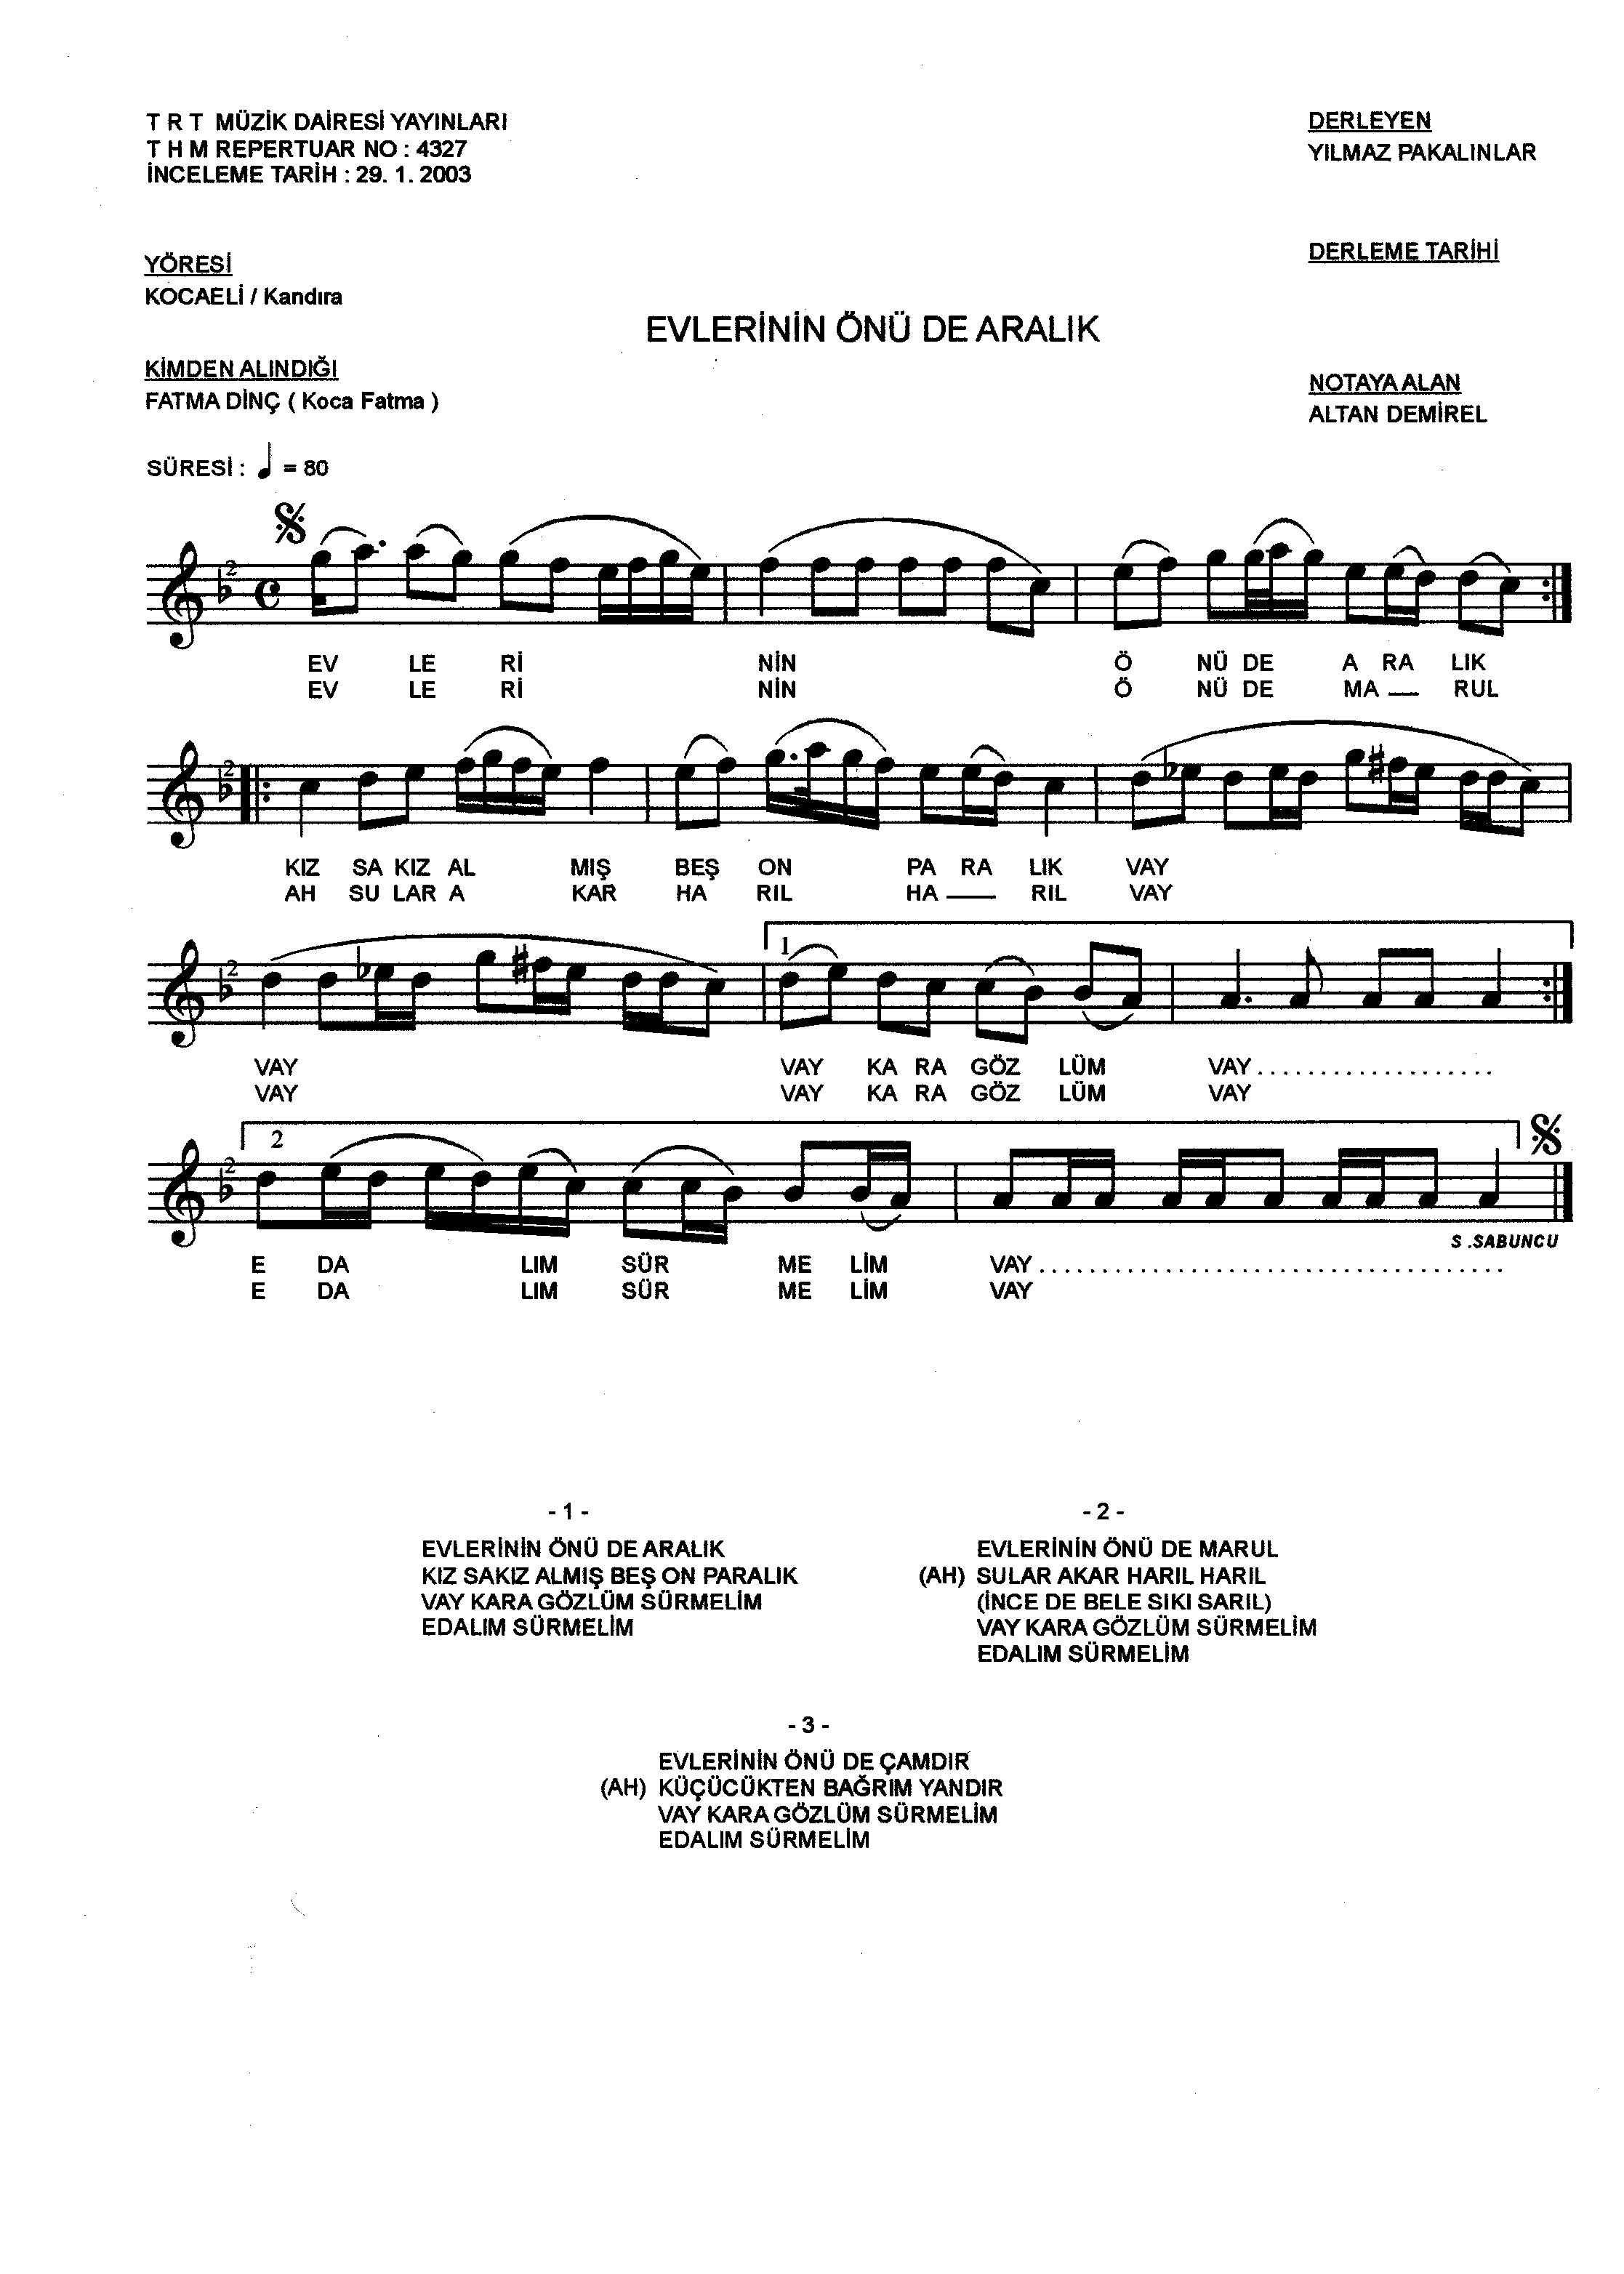 T R T MÜZİK DAİRESİ YAYINLARI
T H M REPERTUAR NO : 4327
İNCELEME TARİH : 29. 1. 2003
DERLEYEN
YILMAZ PAKALINLAR
DERLEME TARİHİ
YÖRESİ
KOCAELİ / Kandıra
EVLERİNİN ÖNÜ DE ARALIK
KİMDEN ALINDIĞI
FATMA DİNÇ ( Koca Fatma )
NOTAYA ALAN
ALTAN DEMİREL
SÜRESİ : ♩ = 80
2
EV LE Rİ NİN Ö NÜ DE A RA LIK
EV LE Rİ NİN Ö NÜ DE MA — RUL
2
KIZ SA KIZ AL MIŞ BEŞ ON PA RA LIK VAY
AH SU LAR A KAR HA RIL HA — RIL VAY
2 1
VAY VAY KA RA GÖZ LÜM VAY...................
VAY VAY KA RA GÖZ LÜM VAY
2 2
S .SABUNCU
E DA LIM SÜR ME LİM VAY.....................................
E DA LIM SÜR ME LİM VAY
- 1 -
EVLERİNİN ÖNÜ DE ARALIK
KIZ SAKIZ ALMIŞ BEŞ ON PARALIK
VAY KARA GÖZLÜM SÜRMELİM
EDALIM SÜRMELİM
- 2 -
EVLERİNİN ÖNÜ DE MARUL
(AH) SULAR AKAR HARIL HARIL
(İNCE DE BELE SIKI SARIL)
VAY KARA GÖZLÜM SÜRMELİM
EDALIM SÜRMELİM
- 3 -
EVLERİNİN ÖNÜ DE ÇAMDIR
(AH) KÜÇÜCÜKTEN BAĞRIM YANDIR
VAY KARA GÖZLÜM SÜRMELİM
EDALIM SÜRMELİM